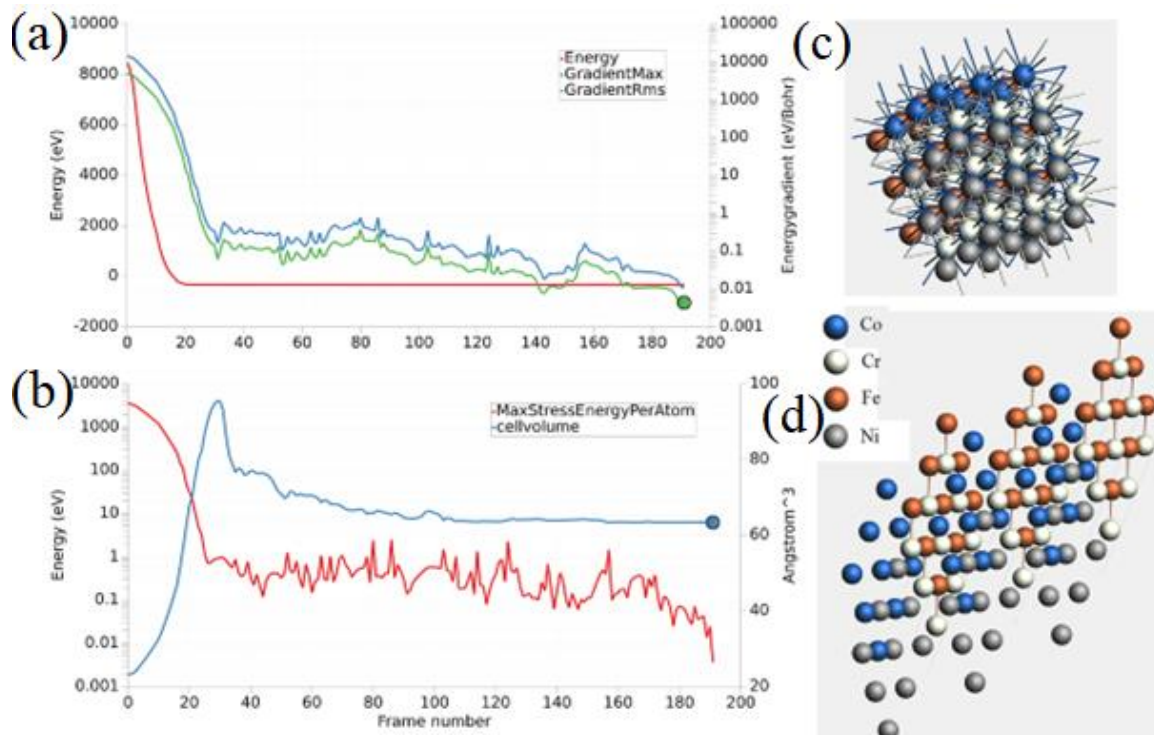 (a)
10000
8000
6000
4000
2000
0
-2000
Energy (eV)
Energy
GradientMax
GradientRms
100000
10000
1000
100
10
1
0.1
0.01
0.001
Energygradient (eV/Bohr)
0 20 40 60 80 100 120 140 160 180 200
(b)
10000
1000
100
10
1
0.1
0.01
0.001
Energy (eV)
MaxStressEnergyPerAtom
cellvolume
100
80
60
40
20
Angstrom^3
0 20 40 60 80 100 120 140 160 180 200
Frame number
(c)
Co
Cr
Fe
Ni
(d)